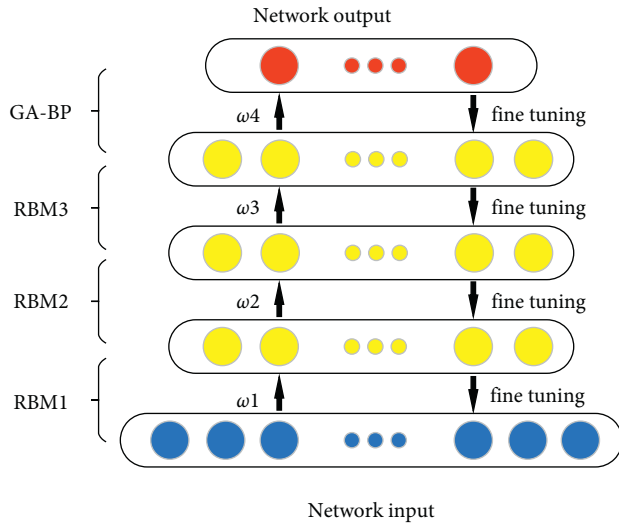 Network output
GA-BP
ω4
fine tuning
RBM3
ω3
fine tuning
RBM2
ω2
fine tuning
RBM1
ω1
fine tuning
Network input